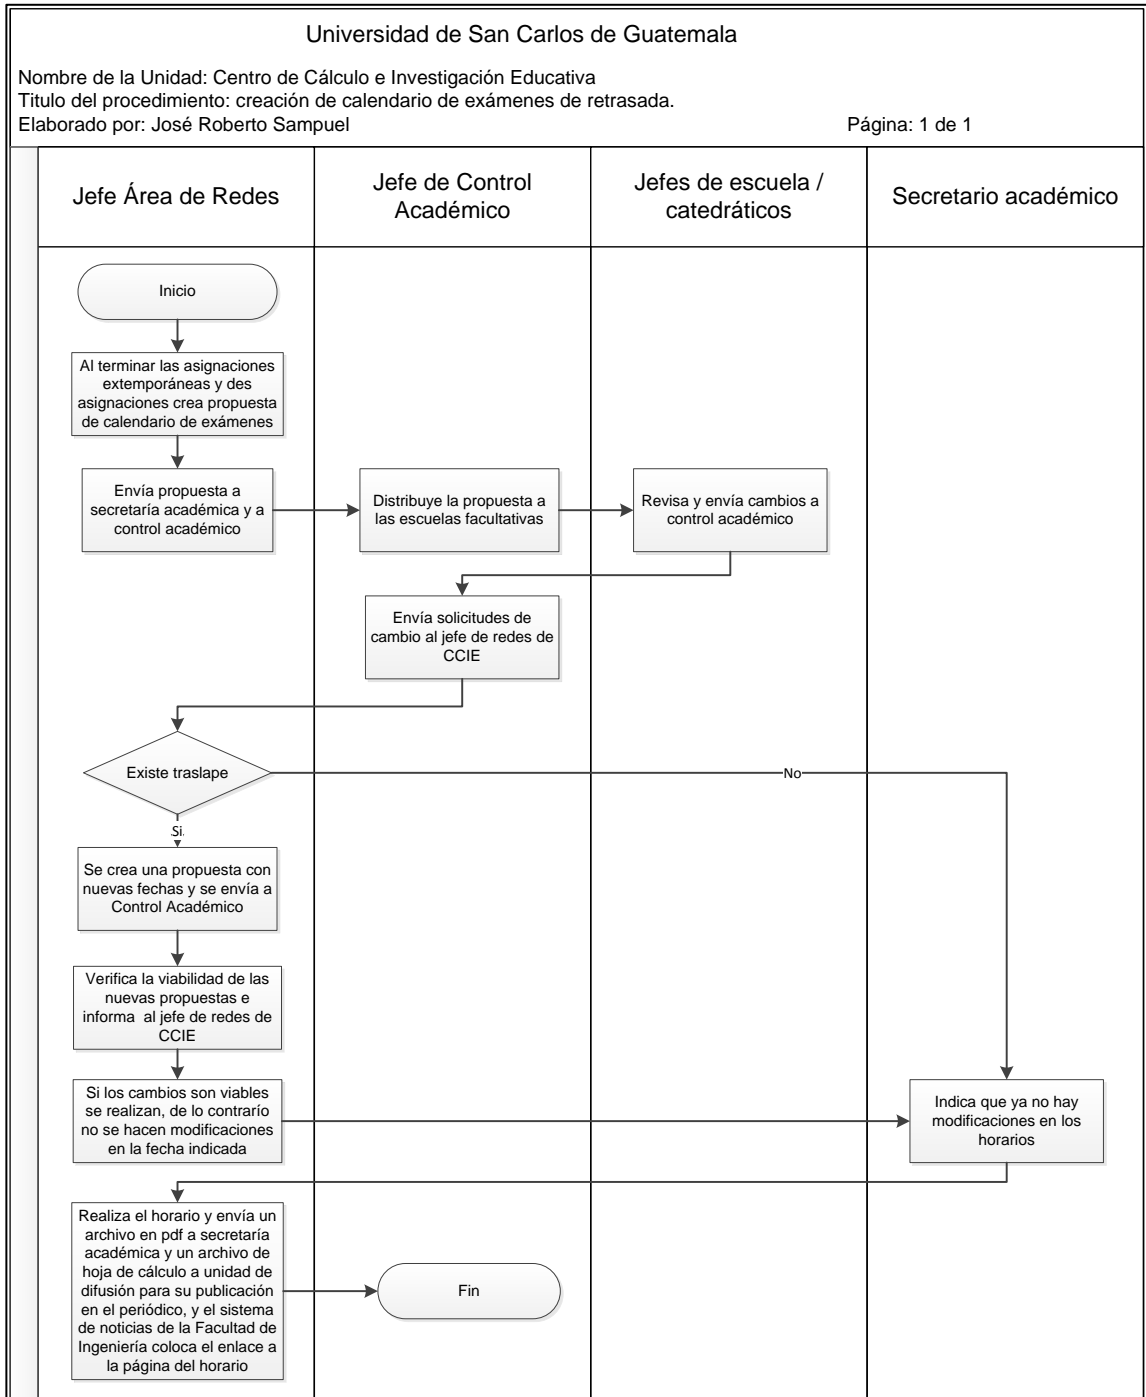 Universidad de San Carlos de Guatemala
Nombre de la Unidad: Centro de Cálculo e Investigación Educativa
Titulo del procedimiento: creación de calendario de exámenes de retrasada.
Elaborado por: José Roberto Sampuel
Página: 1 de 1
Jefe Área de Redes
Jefe de Control
Académico
Jefes de escuela /
catedráticos
Secretario académico
Inicio
Al terminar las asignaciones
extemporáneas y des
asignaciones crea propuesta
de calendario de exámenes
Envía propuesta a
secretaría académica y a
control académico
Distribuye la propuesta a
las escuelas facultativas
Revisa y envía cambios a
control académico
Envía solicitudes de
cambio al jefe de redes de
CCIE
Existe traslape
No
Si
Se crea una propuesta con
nuevas fechas y se envía a
Control Académico
Verifica la viabilidad de las
nuevas propuestas e
informa al jefe de redes de
CCIE
Si los cambios son viables
se realizan, de lo contrarío
no se hacen modificaciones
en la fecha indicada
Indica que ya no hay
modificaciones en los
horarios
Realiza el horario y envía un
archivo en pdf a secretaría
académica y un archivo de
hoja de cálculo a unidad de
difusión para su publicación
en el periódico, y el sistema
de noticias de la Facultad de
Ingeniería coloca el enlace a
la página del horario
Fin